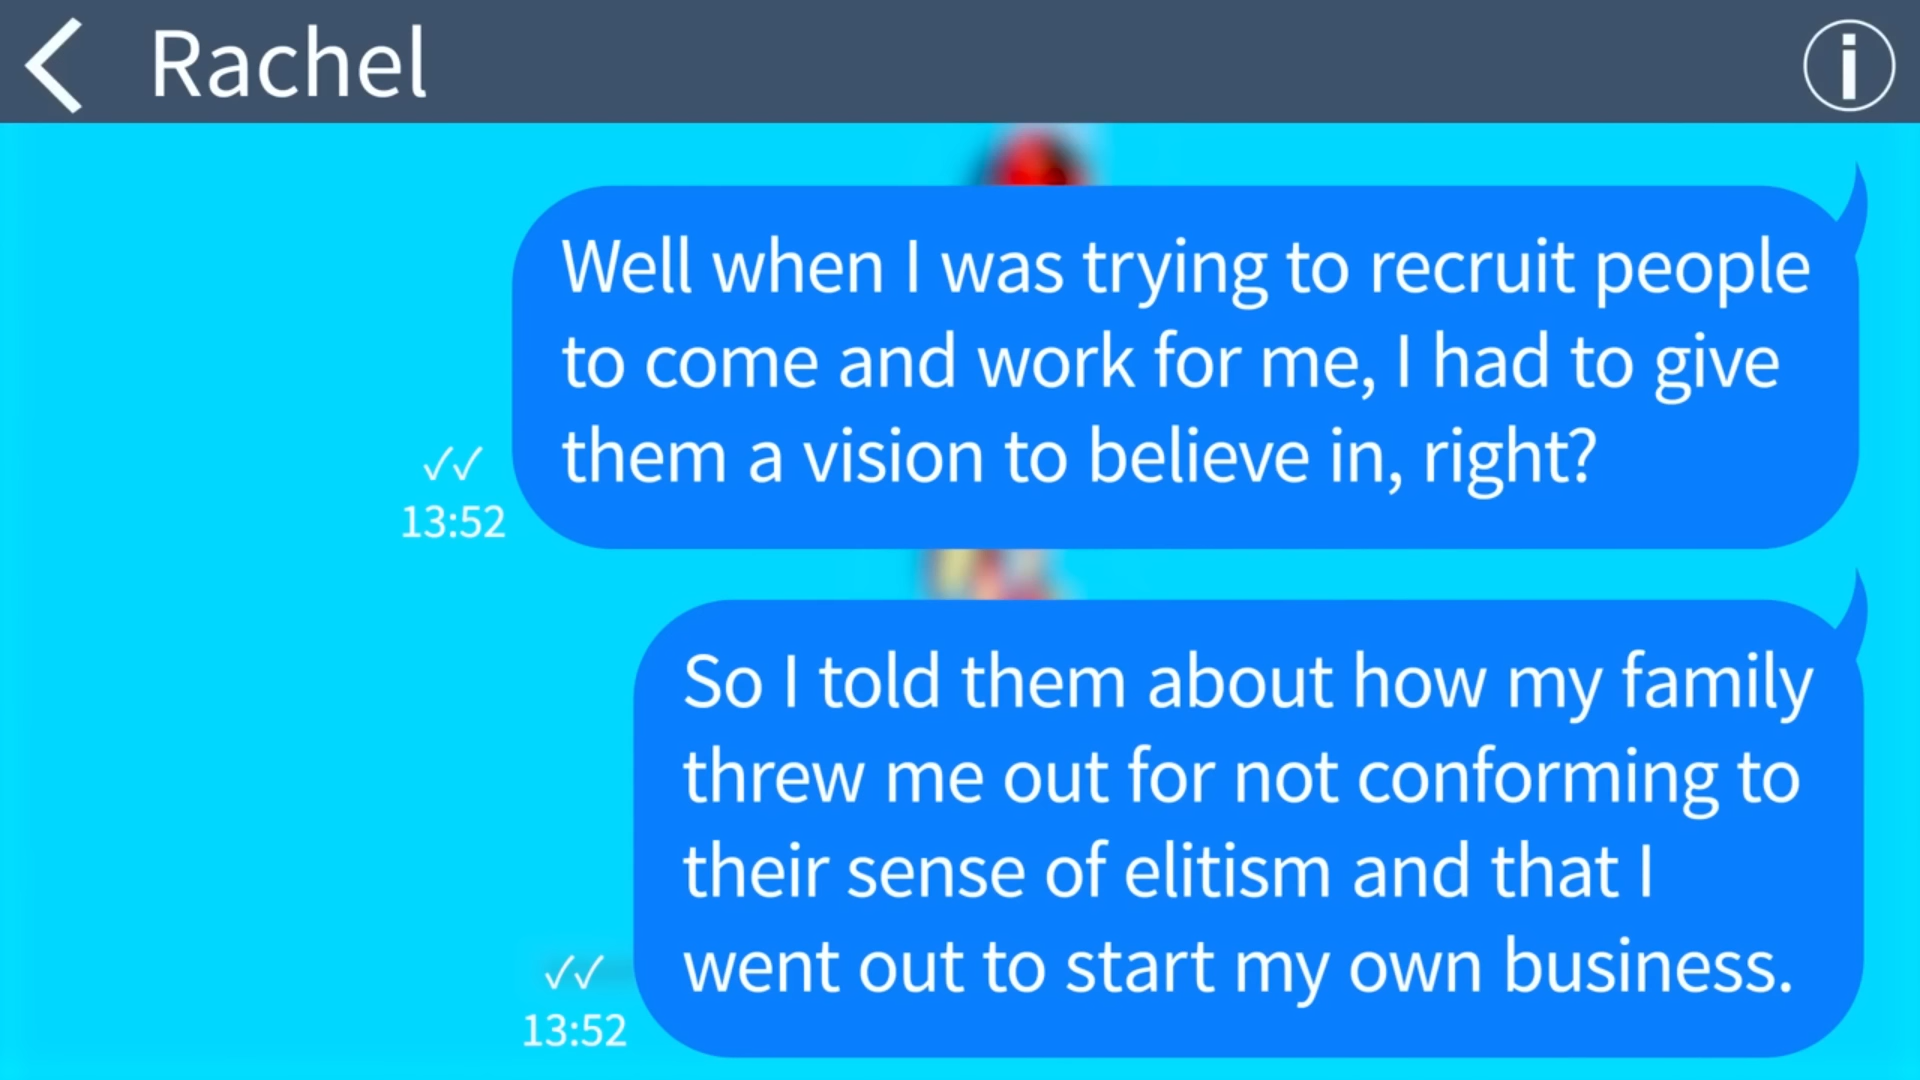 Rachel
Well when I was trying to recruit people
to come and work for me, I had to give
them a vision to believe in, right?
13:52
So I told them about how my family
threw me out for not conforming to
their sense of elitism and that I
went out to start my own business.
13:52